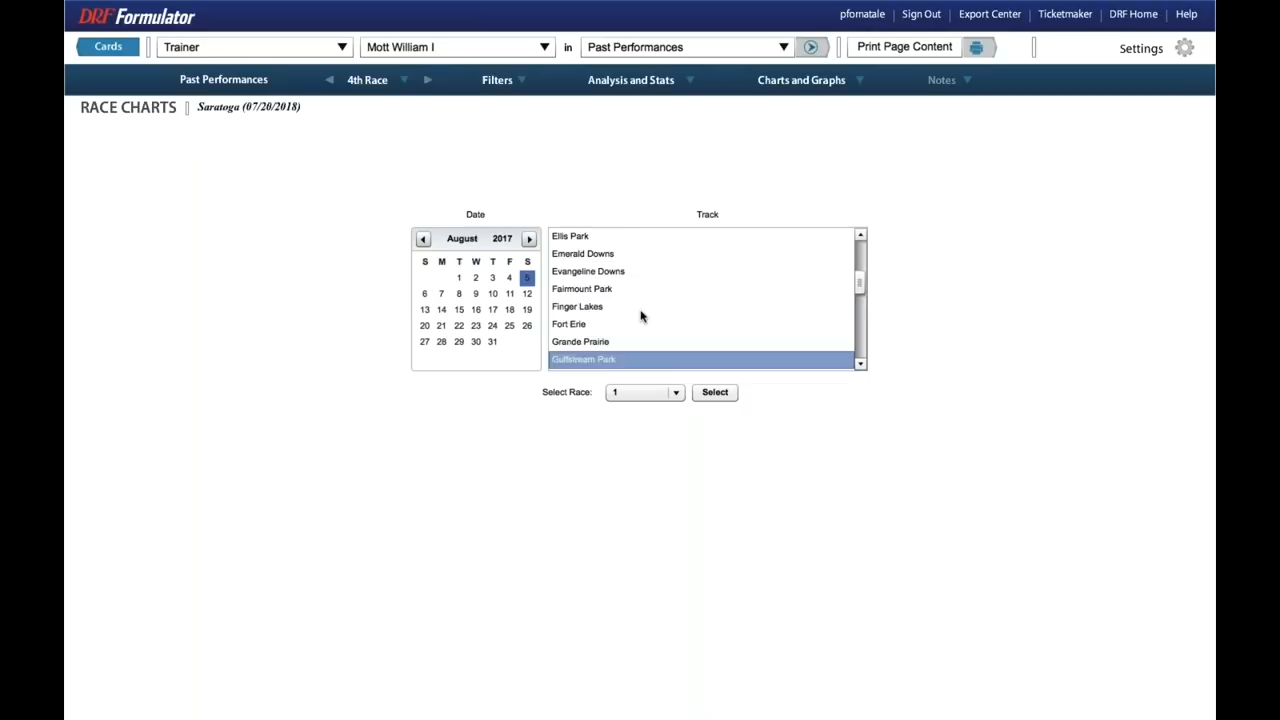 DRF Formulator
pfornatale | Sign Out | Export Center | Ticketmaker | DRF Home | Help
Cards Trainer Mott William I in Past Performances Print Page Content Settings
Past Performances 4th Race Filters Analysis and Stats Charts and Graphs Notes
RACE CHARTS Saratoga (07/20/2018)
Date Track
August 2017
S M T W T F S
1 2 3 4 5
6 7 8 9 10 11 12
13 14 15 16 17 18 19
20 21 22 23 24 25 26
27 28 29 30 31
Ellis Park
Emerald Downs
Evangeline Downs
Fairmount Park
Finger Lakes
Fort Erie
Grande Prairie
Gulfstream Park
Select Race: 1 Select